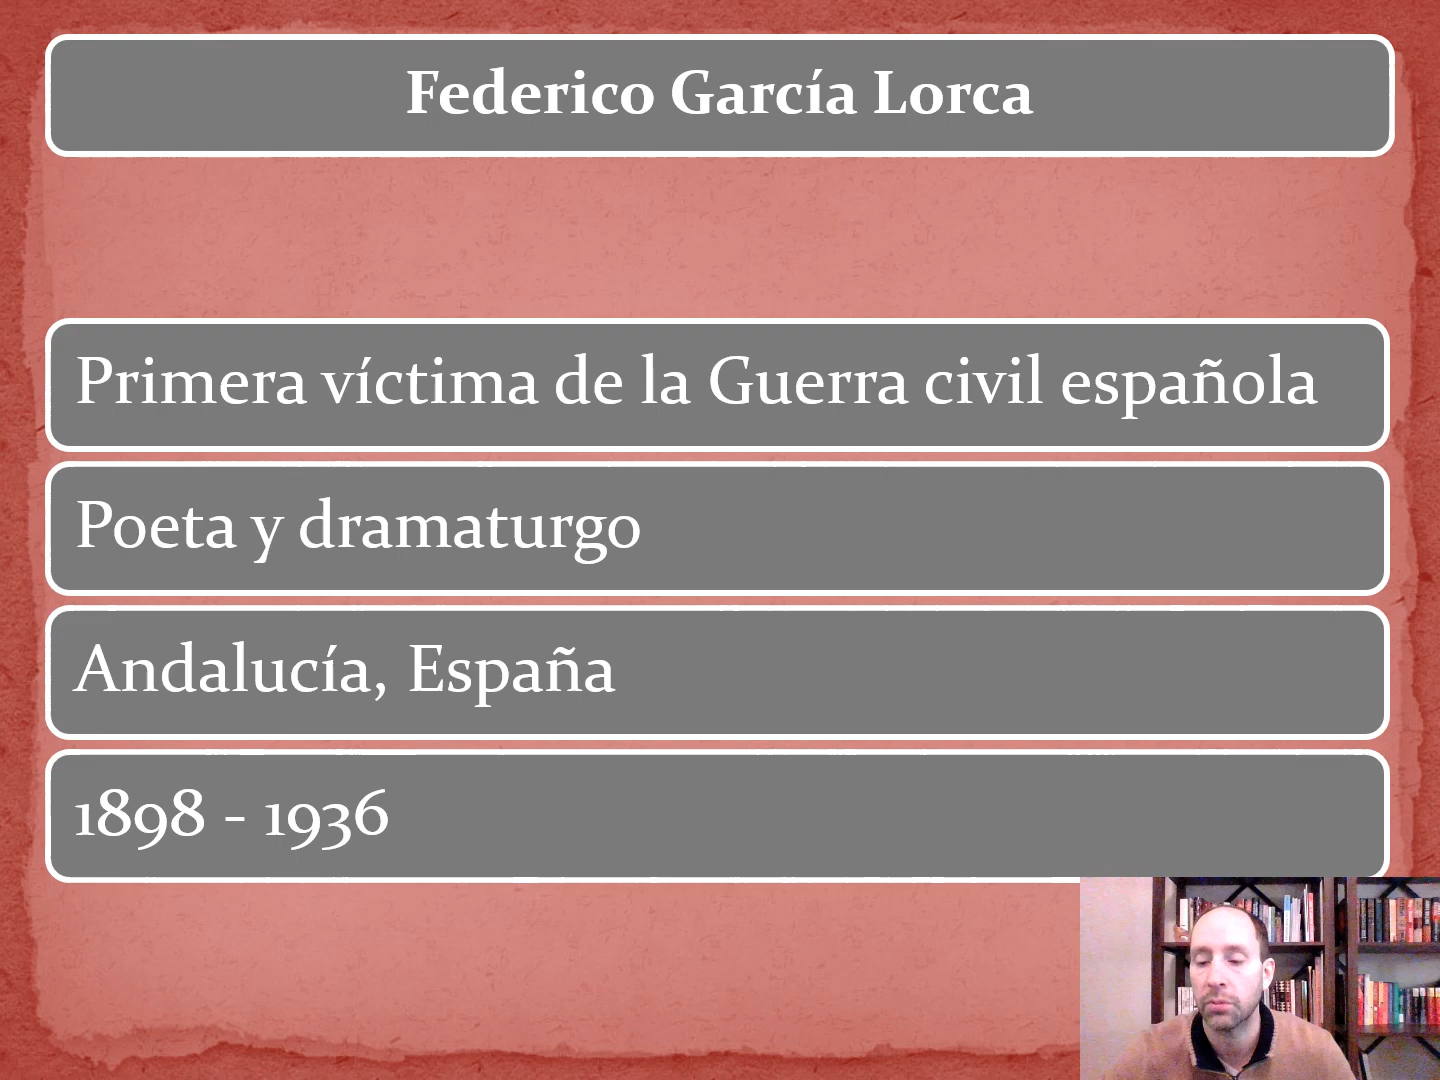 Federico García Lorca
Primera víctima de la Guerra civil española
Poeta y dramaturgo
Andalucía, España
1898 - 1936